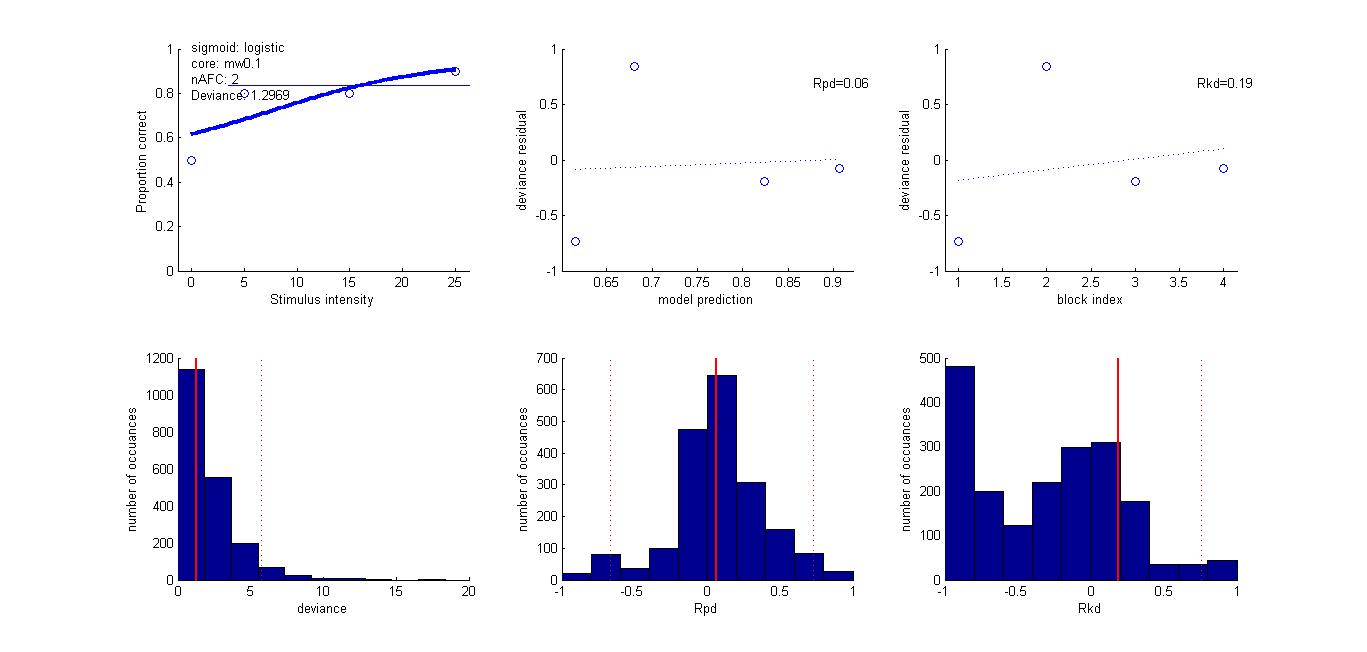 1
0.8
0.6
0.4
0.2
0
Proportion correct
sigmoid: logistic
core: mw0.1
nAFC: 2
Deviance: 1.2969
0 5 10 15 20 25
Stimulus intensity
1
0.5
0
-0.5
-1
deviance residual
Rpd=0.06
0.65 0.7 0.75 0.8 0.85 0.9
model prediction
1
0.5
0
-0.5
-1
deviance residual
Rkd=0.19
1 1.5 2 2.5 3 3.5 4
block index
1200
1000
800
600
400
200
0
number of occuances
0 5 10 15 20
deviance
700
600
500
400
300
200
100
0
number of occuances
-1 -0.5 0 0.5 1
Rpd
500
400
300
200
100
0
number of occuances
-1 -0.5 0 0.5 1
Rkd